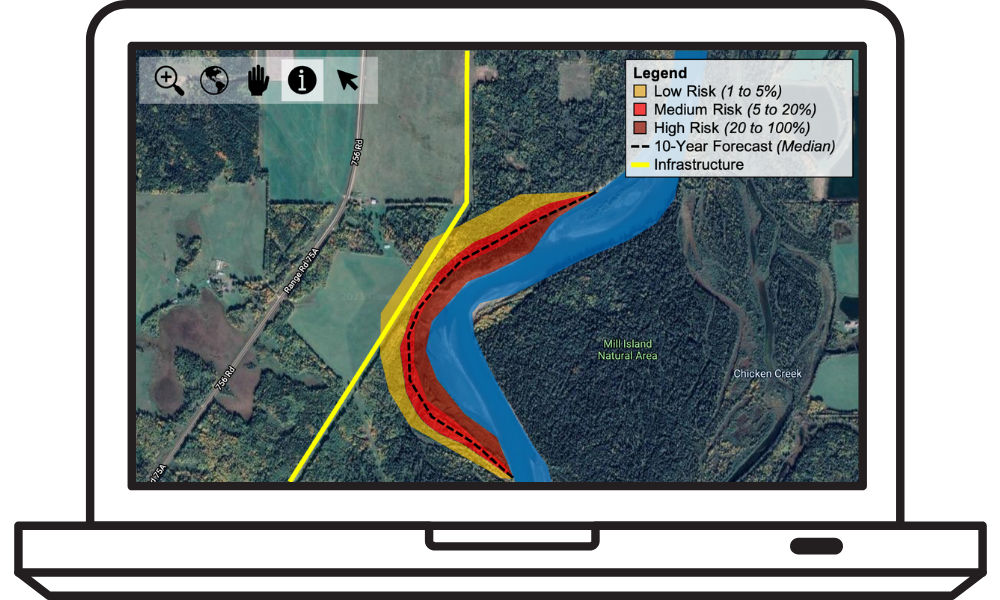 Legend
Low Risk (1 to 5%)
Medium Risk (5 to 20%)
High Risk (20 to 100%)
10-Year Forecast (Median)
Infrastructure
756 Rd
Range Rd 75A
Mill Island
Natural Area
Chicken Creek
756 Rd